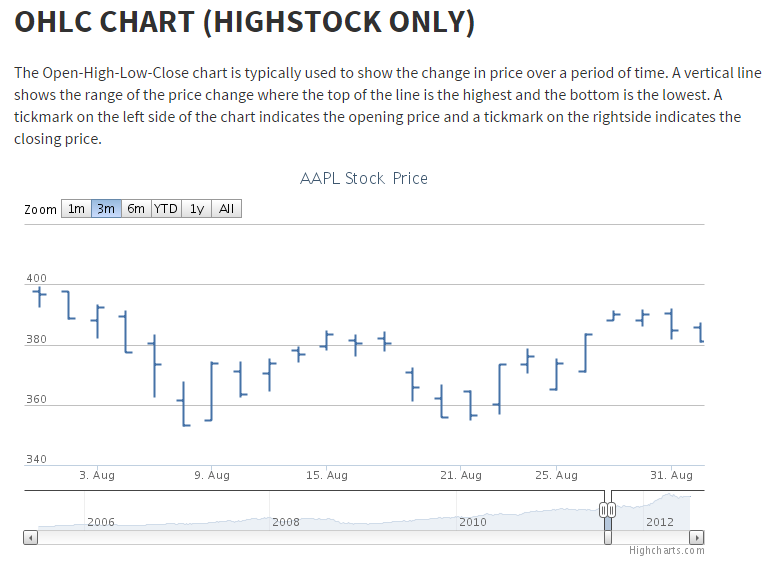 OHLC CHART (HIGHSTOCK ONLY)
The Open-High-Low-Close chart is typically used to show the change in price over a period of time. A vertical line
shows the range of the price change where the top of the line is the highest and the bottom is the lowest. A
tickmark on the left side of the chart indicates the opening price and a tickmark on the rightside indicates the
closing price.
AAPL Stock Price
Zoom 1m 3m 6m YTD 1y All
400
380
360
340
3. Aug 9. Aug 15. Aug 21. Aug 25. Aug 31. Aug
2006 2008 2010 2012
Highcharts.com